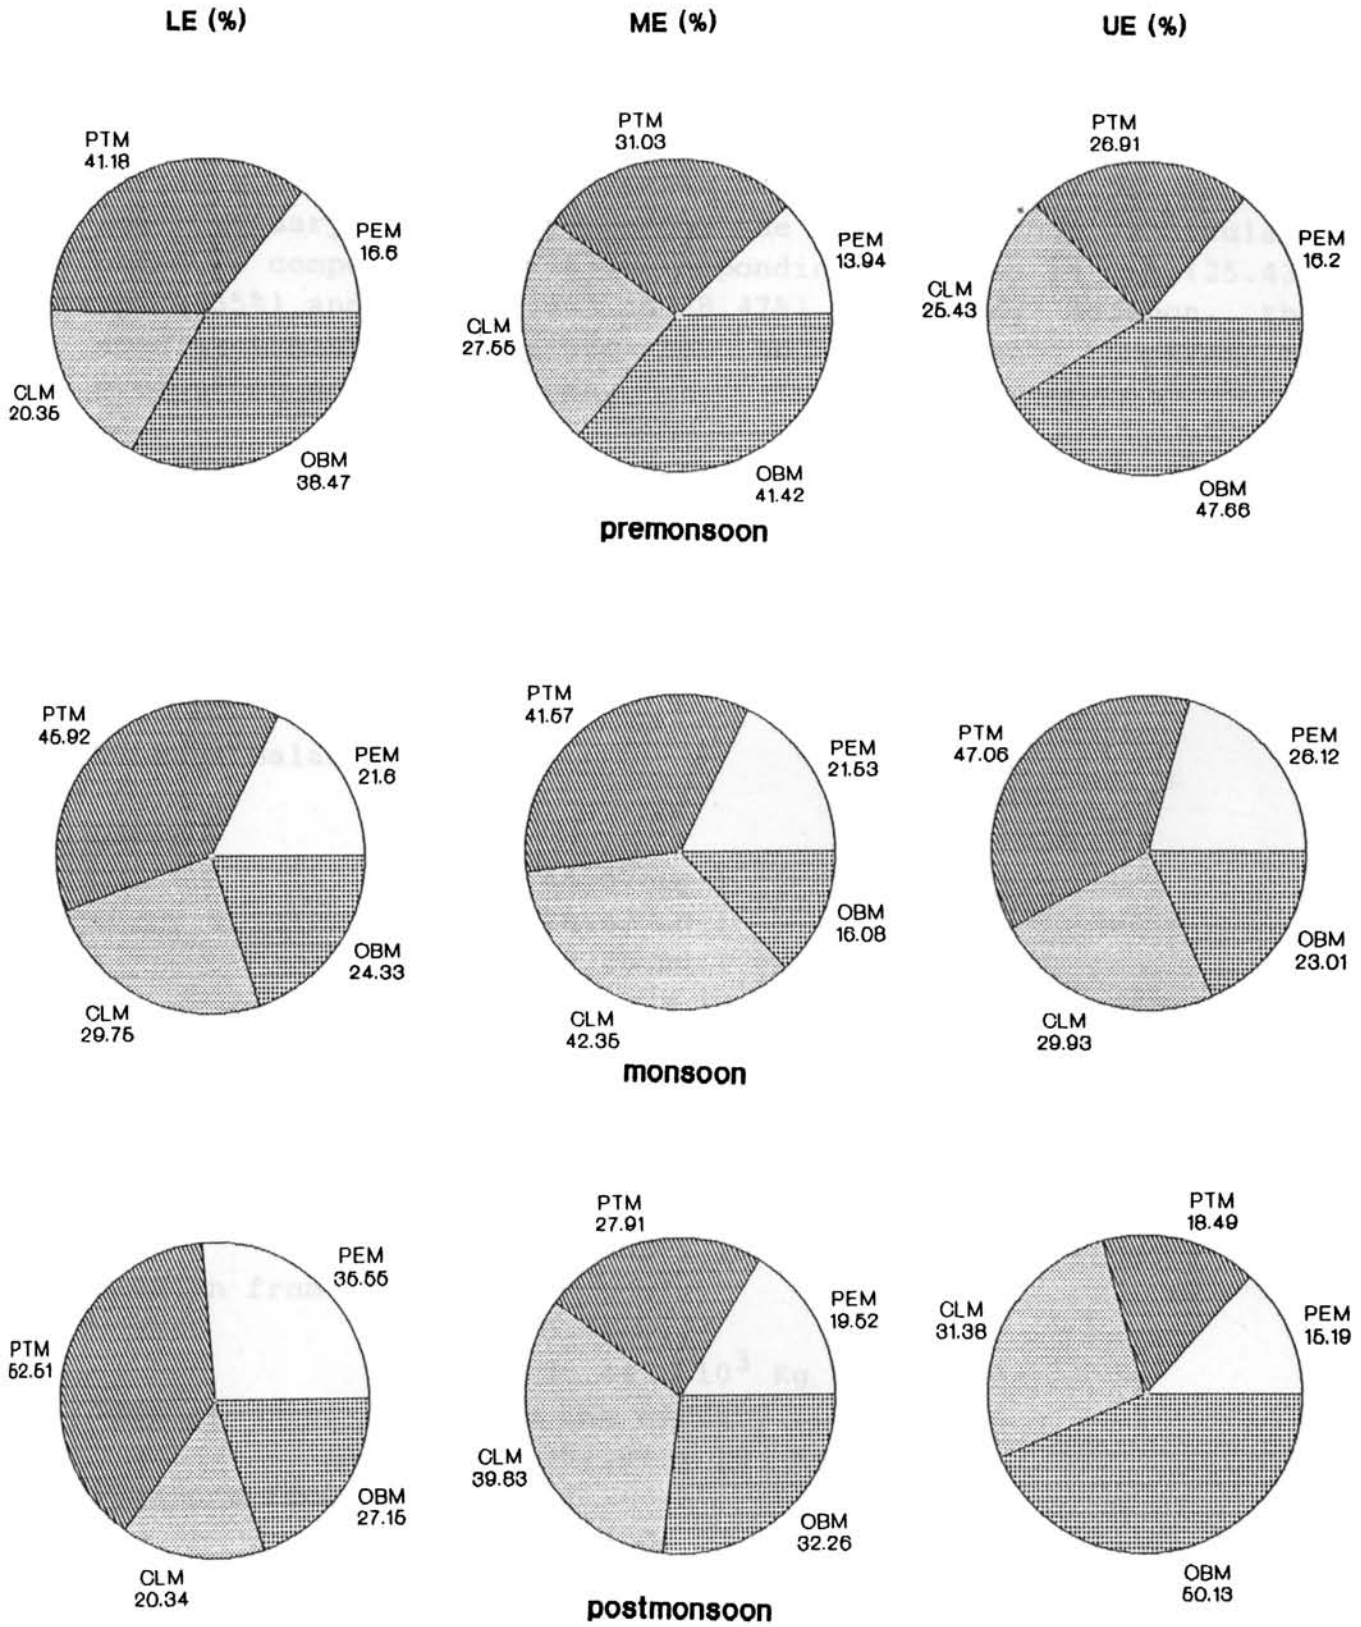 LE (%)
ME (%)
UE (%)
PTM
41.18
PEM
16.6
CLM
20.35
OBM
38.47
PTM
31.03
PEM
13.94
CLM
27.55
OBM
41.42
PTM
26.91
PEM
16.2
CLM
25.43
OBM
47.66
premonsoon
PTM
45.92
PEM
21.6
CLM
29.75
OBM
24.33
PTM
41.57
PEM
21.53
CLM
42.35
OBM
16.08
PTM
47.06
PEM
26.12
CLM
29.93
OBM
23.01
monsoon
PEM
35.55
PTM
52.51
CLM
20.34
OBM
27.15
PTM
27.91
PEM
19.52
CLM
39.83
OBM
32.26
PTM
18.49
PEM
15.19
CLM
31.38
OBM
50.13
postmonsoon